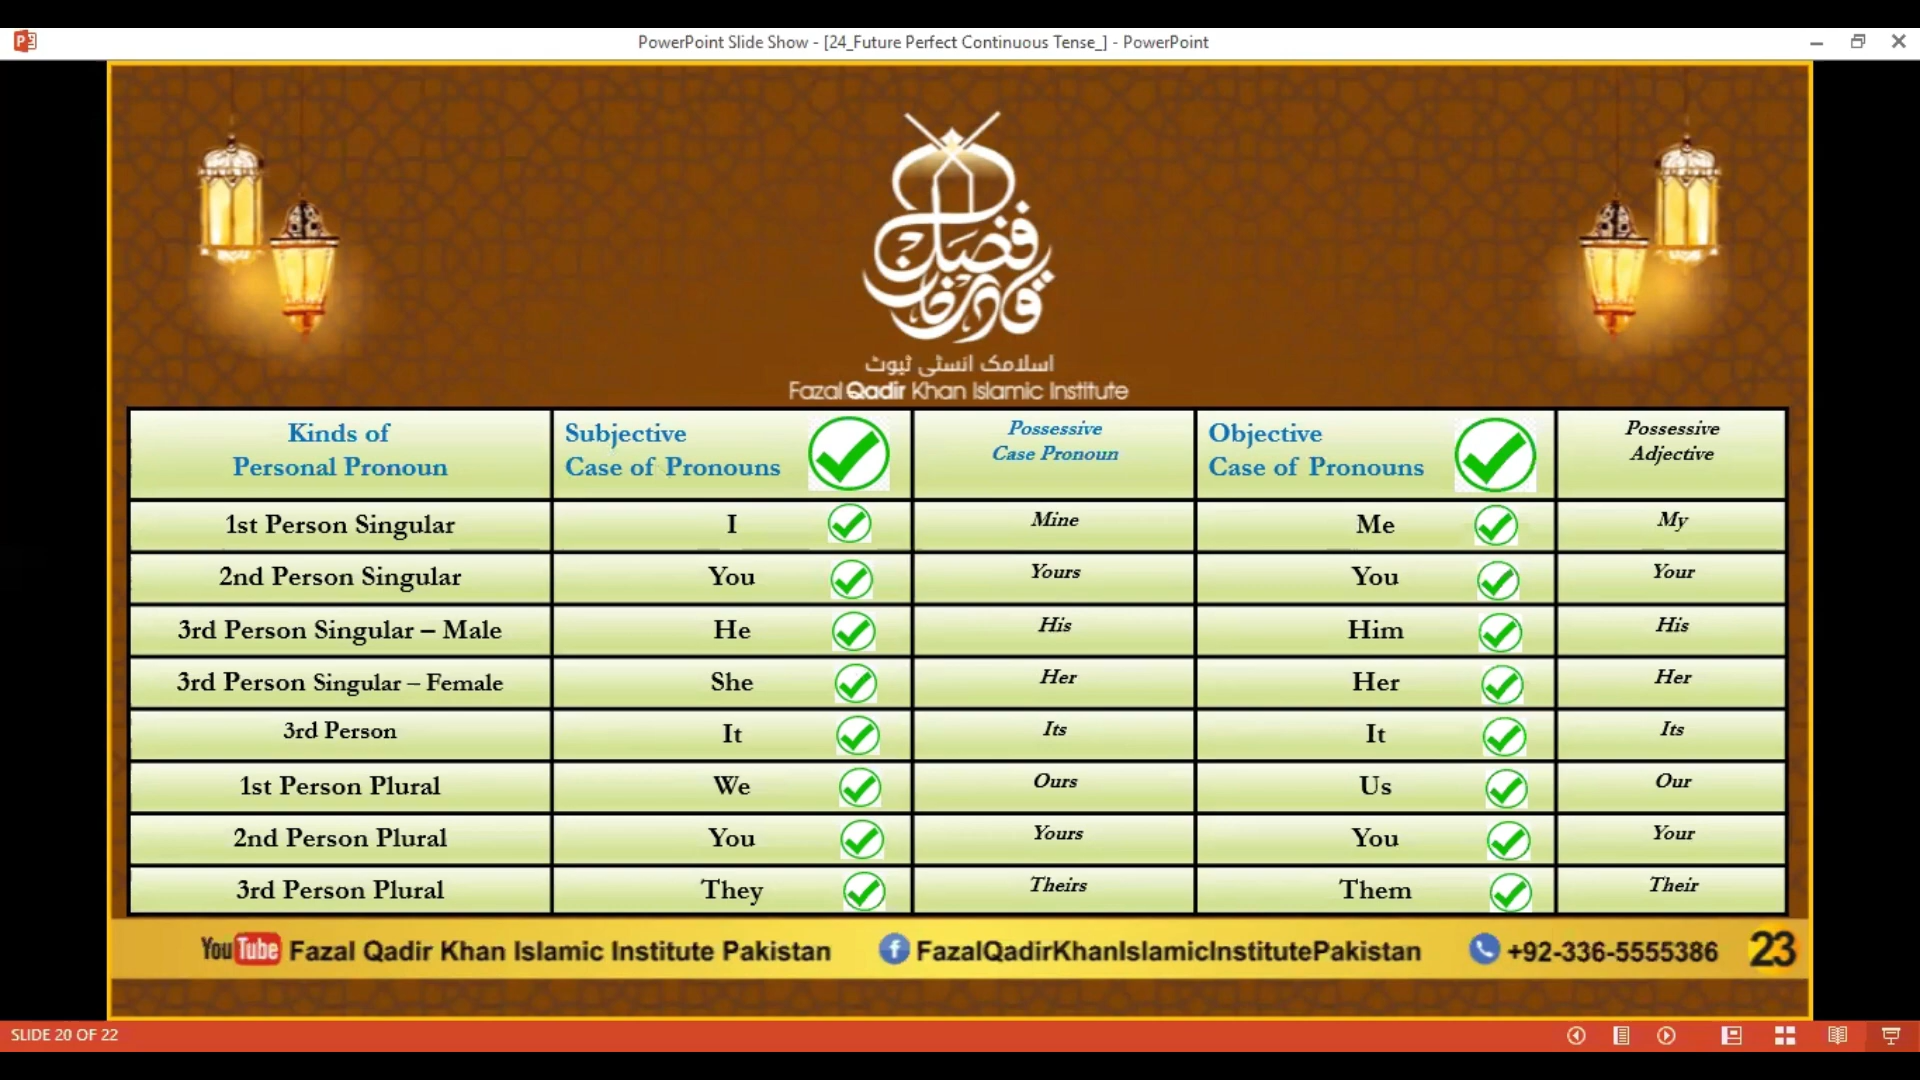 PowerPoint Slide Show - [24_Future Perfect Continuous Tense_] - PowerPoint
فضل
قادر خان
اسلامک انسٹی ٹیوٹ
Fazal Qadir Khan Islamic Institute
Kinds of Personal Pronoun Subjective Case of Pronouns Possessive Case Pronoun Objective Case of Pronouns Possessive Adjective
1st Person Singular I Mine Me My
2nd Person Singular You Yours You Your
3rd Person Singular – Male He His Him His
3rd Person Singular – Female She Her Her Her
3rd Person It Its It Its
1st Person Plural We Ours Us Our
2nd Person Plural You Yours You Your
3rd Person Plural They Theirs Them Their
YouTube Fazal Qadir Khan Islamic Institute Pakistan f FazalQadirKhanIslamicInstitutePakistan +92-336-5555386 23
SLIDE 20 OF 22